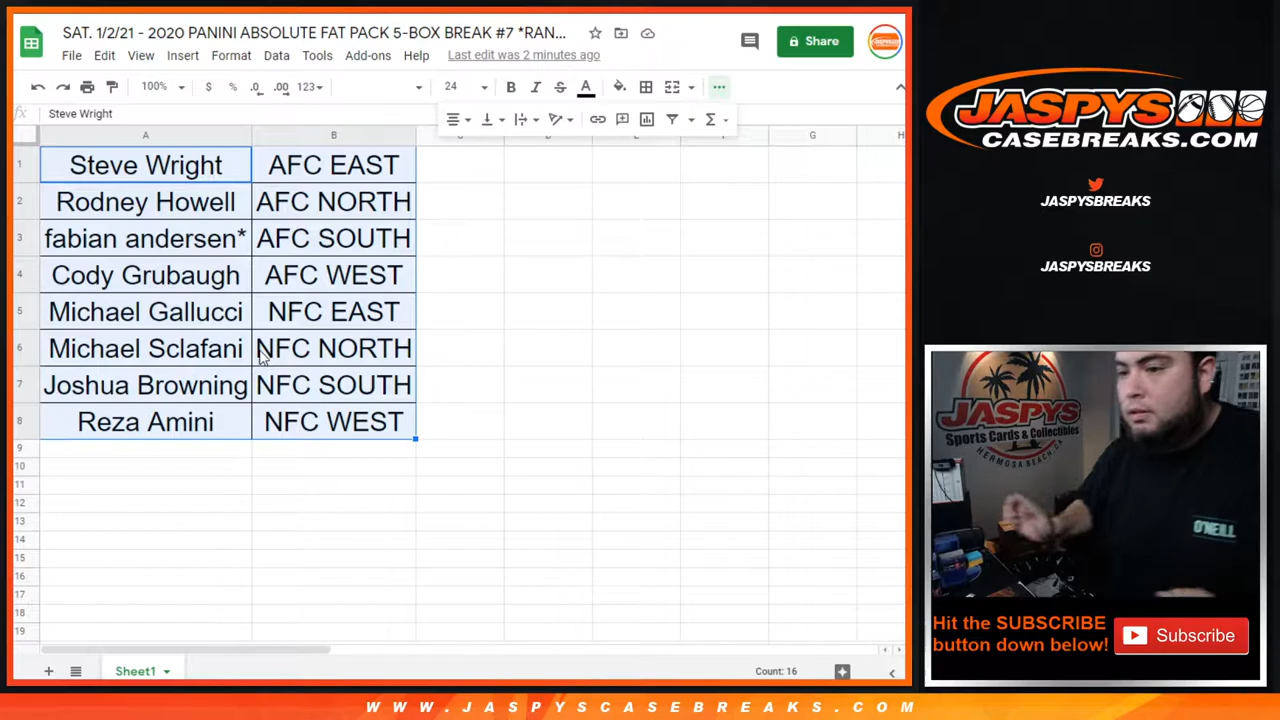 SAT. 1/2/21 - 2020 PANINI ABSOLUTE FAT PACK 5-BOX BREAK #7 *RAN...
File Edit View Insert Format Data Tools Add-ons Help Last edit was 2 minutes ago
Share
100% $ % .0 .00 123 24 B I S A
fx Steve Wright
A B G H
1 Steve Wright AFC EAST
2 Rodney Howell AFC NORTH
3 fabian andersen* AFC SOUTH
4 Cody Grubaugh AFC WEST
5 Michael Gallucci NFC EAST
6 Michael Sclafani NFC NORTH
7 Joshua Browning NFC SOUTH
8 Reza Amini NFC WEST
9
10
11
12
13
14
15
16
17
18
19
Sheet1 Count: 16
JASPYS
CASEBREAKS.COM
JASPYSBREAKS
JASPYSBREAKS
JASPYS
Sports Cards & Collectibles
HERMOSA BEACH, CA
O'NEILL
Hit the SUBSCRIBE
button down below!
Subscribe
WWW.JASPYSCASEBREAKS.COM